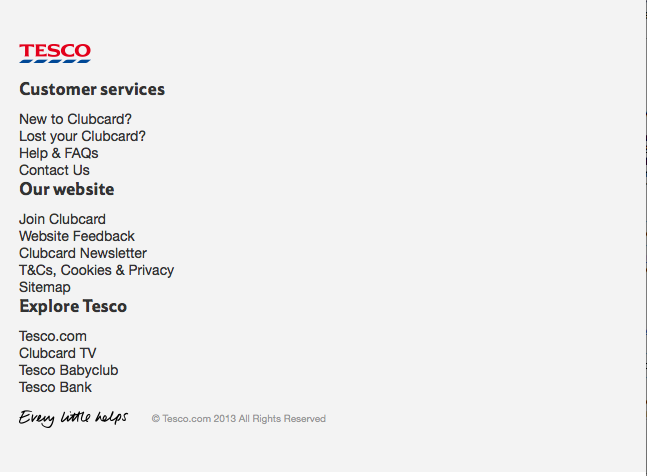 TESCO
Customer services
New to Clubcard?
Lost your Clubcard?
Help & FAQs
Contact Us
Our website
Join Clubcard
Website Feedback
Clubcard Newsletter
T&Cs, Cookies & Privacy
Sitemap
Explore Tesco
Tesco.com
Clubcard TV
Tesco Babyclub
Tesco Bank
Every little helps © Tesco.com 2013 All Rights Reserved